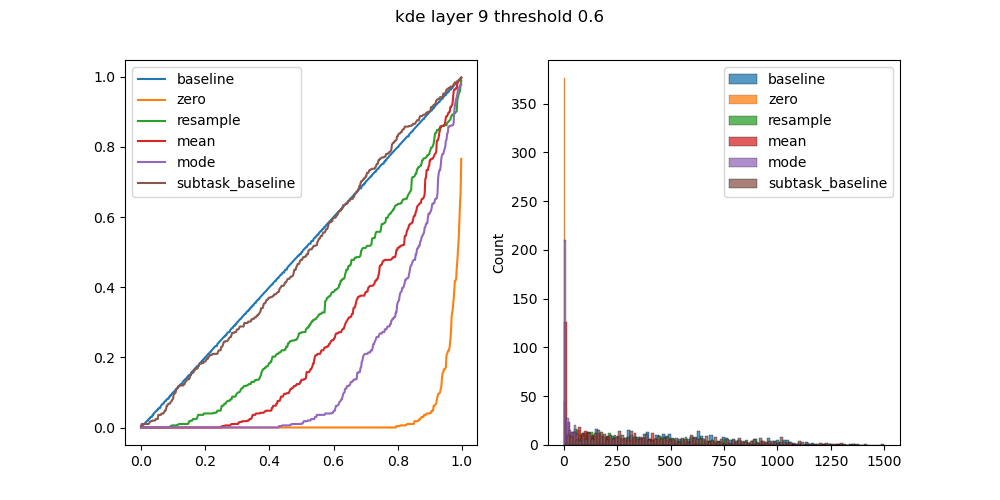 kde layer 9 threshold 0.6
baseline
zero
resample
mean
mode
subtask_baseline
1.0
0.8
0.6
0.4
0.2
0.0
0.0 0.2 0.4 0.6 0.8 1.0
baseline
zero
resample
mean
mode
subtask_baseline
Count
350
300
250
200
150
100
50
0
0 250 500 750 1000 1250 1500